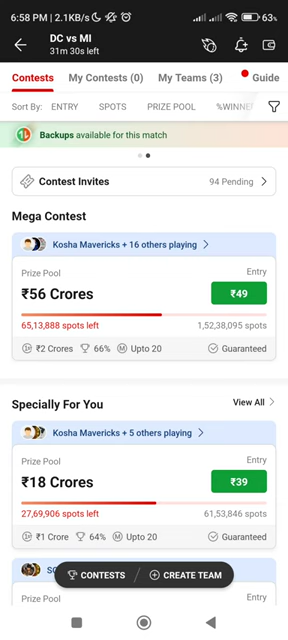 6:58 PM | 2.1KB/s
63%
DC vs MI
31m 30s left
Contests
My Contests (0)
My Teams (3)
Guide
Sort By: ENTRY SPOTS PRIZE POOL %WINNE
Backups available for this match
Contest Invites
94 Pending
Mega Contest
Kosha Mavericks + 16 others playing
Prize Pool
Entry
₹56 Crores
₹49
65,13,888 spots left
1,52,38,095 spots
1st ₹2 Crores 66% M Upto 20 Guaranteed
Specially For You
View All
Kosha Mavericks + 5 others playing
Prize Pool
Entry
₹18 Crores
₹39
27,69,906 spots left
61,53,846 spots
1st ₹1 Crore 64% M Upto 20 Guaranteed
CONTESTS
CREATE TEAM
Prize Pool
Entry